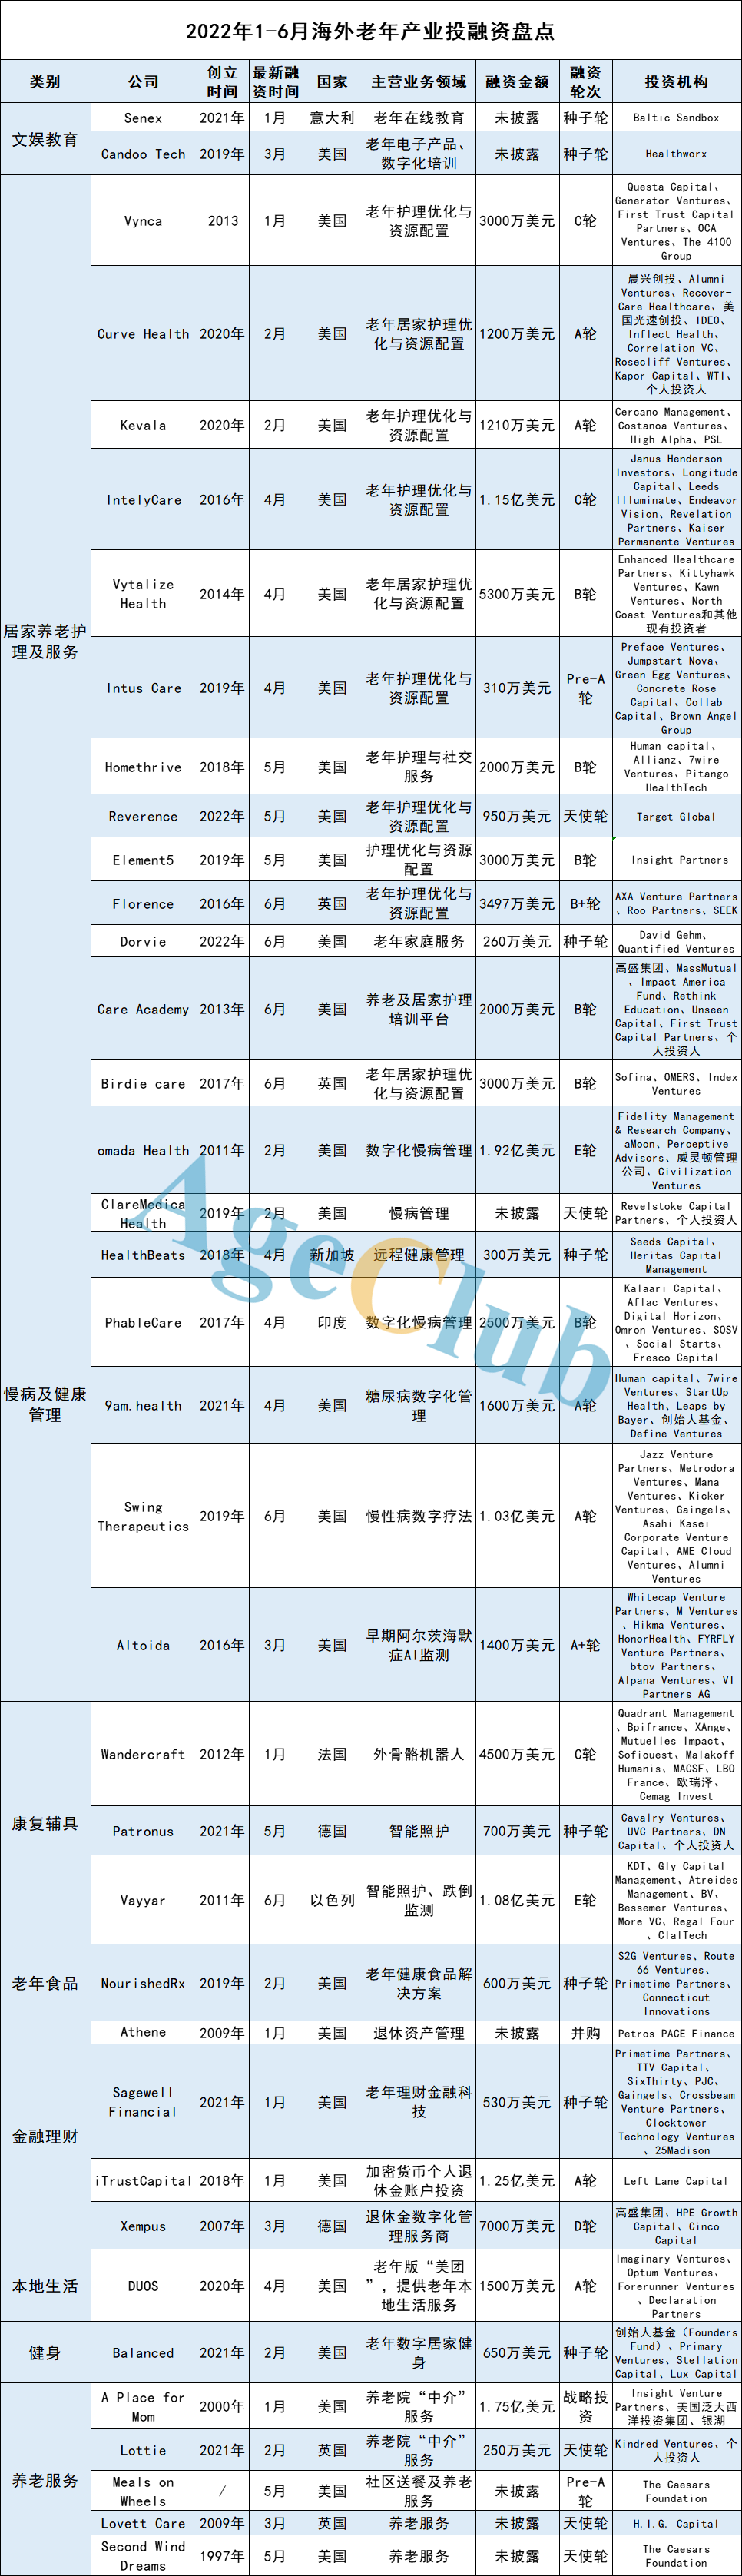 2022年1-6月海外老年产业投融资盘点
类别 公司 创立时间 最新融资时间 国家 主营业务领域 融资金额 融资轮次 投资机构
文娱教育
Senex 2021年 1月 意大利 老年在线教育 未披露 种子轮 Baltic Sandbox
Candoo Tech 2019年 3月 美国 老年电子产品、数字化培训 未披露 种子轮 Healthworx
居家养老护理及服务
Vynca 2013 1月 美国 老年护理优化与资源配置 3000万美元 C轮 Questa Capital、Generator Ventures、First Trust Capital Partners、OCA Ventures、The 4100 Group
Curve Health 2020年 2月 美国 老年居家护理优化与资源配置 1200万美元 A轮 晨兴创投、Alumni Ventures、Recover-Care Healthcare、美国光速创投、IDEO、Inflect Health、Correlation VC、Rosecliff Ventures、Kapor Capital、WTI、个人投资人
Kevala 2020年 2月 美国 老年护理优化与资源配置 1210万美元 A轮 Cercano Management、Costanoa Ventures、High Alpha、PSL
IntelyCare 2016年 4月 美国 老年护理优化与资源配置 1.15亿美元 C轮 Janus Henderson Investors、Longitude Capital、Leeds Illuminate、Endeavor Vision、Revelation Partners、Kaiser Permanente Ventures
Vytalize Health 2014年 4月 美国 老年居家护理优化与资源配置 5300万美元 B轮 Enhanced Healthcare Partners、Kittyhawk Ventures、Kawn Ventures、North Coast Ventures和其他现有投资者
Intus Care 2019年 4月 美国 老年护理优化与资源配置 310万美元 Pre-A轮 Preface Ventures、Jumpstart Nova、Green Egg Ventures、Concrete Rose Capital、Collab Capital、Brown Angel Group
Homethrive 2018年 5月 美国 老年护理与社交服务 2000万美元 B轮 Human capital、Allianz、7wire Ventures、Pitango HealthTech
Reverence 2022年 5月 美国 老年护理优化与资源配置 950万美元 天使轮 Target Global
Element5 2019年 5月 美国 护理优化与资源配置 3000万美元 B轮 Insight Partners
Florence 2016年 6月 英国 老年护理优化与资源配置 3497万美元 B+轮 AXA Venture Partners、Roo Partners、SEEK
Dorvie 2022年 6月 美国 老年家庭服务 260万美元 种子轮 David Gehm、Quantified Ventures
Care Academy 2013年 6月 美国 养老及居家护理培训平台 2000万美元 B轮 高盛集团、MassMutual、Impact America Fund、Rethink Education、Unseen Capital、First Trust Capital Partners、个人投资人
Birdie care 2017年 6月 英国 老年居家护理优化与资源配置 3000万美元 B轮 Sofina、OMERS、Index Ventures
慢病及健康管理
omada Health 2011年 2月 美国 数字化慢病管理 1.92亿美元 E轮 Fidelity Management & Research Company、aMoon、Perceptive Advisors、威灵顿管理公司、Civilization Ventures
ClareMedica Health 2019年 2月 美国 慢病管理 未披露 天使轮 Revelstoke Capital Partners、个人投资人
HealthBeats 2018年 4月 新加坡 远程健康管理 300万美元 种子轮 Seeds Capital、Heritas Capital Management
PhableCare 2017年 4月 印度 数字化慢病管理 2500万美元 B轮 Kalaari Capital、Aflac Ventures、Digital Horizon、Omron Ventures、SOSV、Social Starts、Fresco Capital
9am.health 2021年 4月 美国 糖尿病数字化管理 1600万美元 A轮 Human capital、7wire Ventures、StartUp Health、Leaps by Bayer、创始人基金、Define Ventures
Swing Therapeutics 2019年 6月 美国 慢性病数字疗法 1.03亿美元 A轮 Jazz Venture Partners、Metrodora Ventures、Mana Ventures、Kicker Ventures、Gaingels、Asahi Kasei Corporate Venture Capital、AME Cloud Ventures、Alumni Ventures
Altoida 2016年 3月 美国 早期阿尔茨海默症AI监测 1400万美元 A+轮 Whitecap Venture Partners、M Ventures、Hikma Ventures、HonorHealth、FYRFLY Venture Partners、btov Partners、Alpana Ventures、VI Partners AG
康复辅具
Wandercraft 2012年 1月 法国 外骨骼机器人 4500万美元 C轮 Quadrant Management、Bpifrance、XAnge、Mutuelles Impact、Sofiouest、Malakoff Humanis、MACSF、LBO France、欧瑞泽、Cemag Invest
Patronus 2021年 5月 德国 智能照护 700万美元 种子轮 Cavalry Ventures、UVC Partners、DN Capital、个人投资人
Vayyar 2011年 6月 以色列 智能照护、跌倒监测 1.08亿美元 E轮 KDT、Gly Capital Management、Atreides Management、BV、Bessemer Ventures、More VC、Regal Four、ClalTech
老年食品
NourishedRx 2019年 2月 美国 老年健康食品解决方案 600万美元 种子轮 S2G Ventures、Route 66 Ventures、Primetime Partners、Connecticut Innovations
金融理财
Athene 2009年 1月 美国 退休资产管理 未披露 并购 Petros PACE Finance
Sagewell Financial 2021年 1月 美国 老年理财金融科技 530万美元 种子轮 Primetime Partners、TTV Capital、SixThirty、PJC、Gaingels、Crossbeam Venture Partners、Clocktower Technology Ventures、25Madison
iTrustCapital 2018年 1月 美国 加密货币个人退休金账户投资 1.25亿美元 A轮 Left Lane Capital
Xempus 2007年 3月 德国 退休金数字化管理服务商 7000万美元 D轮 高盛集团、HPE Growth Capital、Cinco Capital
本地生活
DUOS 2020年 4月 美国 老年版“美团”，提供老年本地生活服务 1500万美元 A轮 Imaginary Ventures、Optum Ventures、Forerunner Ventures、Declaration Partners
健身
Balanced 2021年 2月 美国 老年数字居家健身 650万美元 种子轮 创始人基金（Founders Fund）、Primary Ventures、Stellation Capital、Lux Capital
养老服务
A Place for Mom 2000年 1月 美国 养老院“中介”服务 1.75亿美元 战略投资 Insight Venture Partners、美国泛大西洋投资集团、银湖
Lottie 2021年 2月 英国 养老院“中介”服务 250万美元 天使轮 Kindred Ventures、个人投资人
Meals on Wheels / 5月 美国 社区送餐及养老服务 未披露 Pre-A轮 The Caesars Foundation
Lovett Care 2009年 3月 英国 养老服务 未披露 天使轮 H.I.G. Capital
Second Wind Dreams 1997年 5月 美国 养老服务 未披露 天使轮 The Caesars Foundation
AgeClub